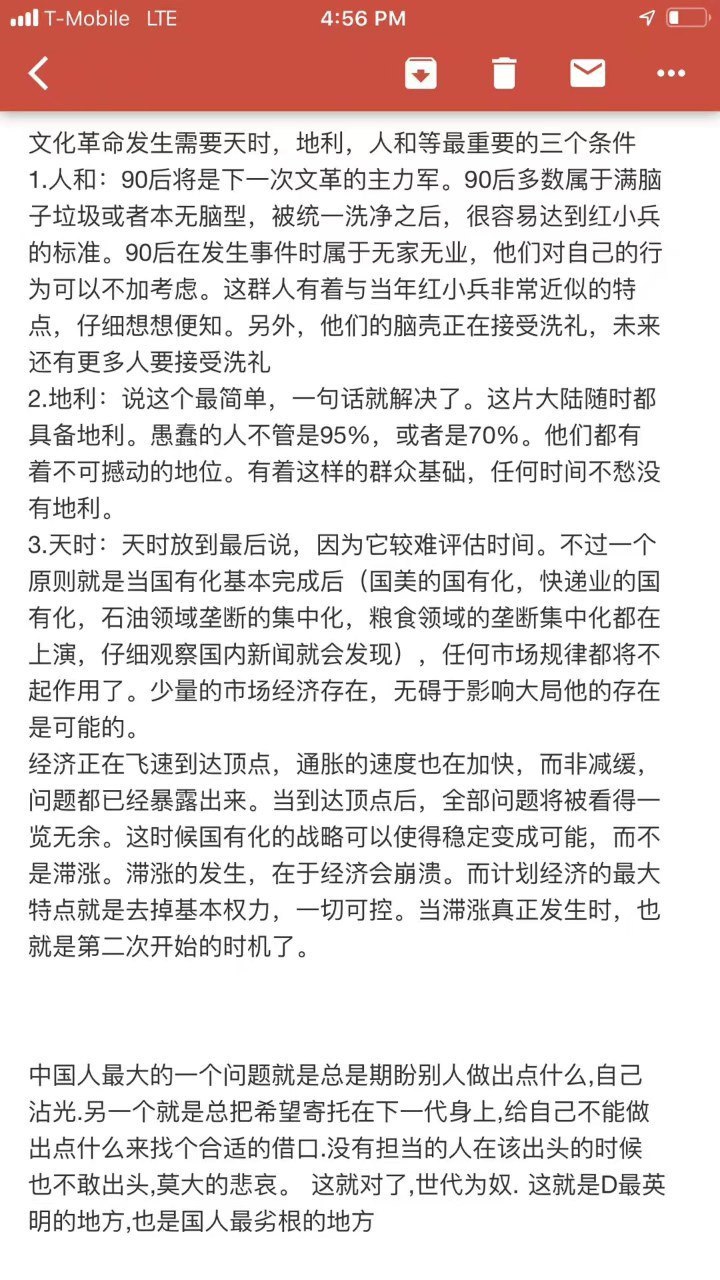 T-Mobile LTE 4:56 PM
文化革命发生需要天时，地利，人和等最重要的三个条件
1.人和：90后将是下一次文革的主力军。90后多数属于满脑
子垃圾或者本无脑型，被统一洗净之后，很容易达到红小兵
的标准。90后在发生事件时属于无家无业，他们对自己的行
为可以不加考虑。这群人有着与当年红小兵非常近似的特
点，仔细想想便知。另外，他们的脑壳正在接受洗礼，未来
还有更多人要接受洗礼
2.地利：说这个最简单，一句话就解决了。这片大陆随时都
具备地利。愚蠢的人不管是95%，或者是70%。他们都有
着不可撼动的地位。有着这样的群众基础，任何时间不愁没
有地利。
3.天时：天时放到最后说，因为它较难评估时间。不过一个
原则就是当国有化基本完成后（国美的国有化，快递业的国
有化，石油领域垄断的集中化，粮食领域的垄断集中化都在
上演，仔细观察国内新闻就会发现），任何市场规律都将不
起作用了。少量的市场经济存在，无碍于影响大局他的存在
是可能的。
经济正在飞速到达顶点，通胀的速度也在加快，而非减缓，
问题都已经暴露出来。当到达顶点后，全部问题将被看得一
览无余。这时候国有化的战略可以使得稳定变成可能，而不
是滞涨。滞涨的发生，在于经济会崩溃。而计划经济的最大
特点就是去掉基本权力，一切可控。当滞涨真正发生时，也
就是第二次开始的时机了。
中国人最大的一个问题就是总是期盼别人做出点什么,自己
沾光.另一个就是总把希望寄托在下一代身上,给自己不能做
出点什么来找个合适的借口.没有担当的人在该出头的时候
也不敢出头,莫大的悲哀。 这就对了,世代为奴. 这就是D最英
明的地方,也是国人最劣根的地方